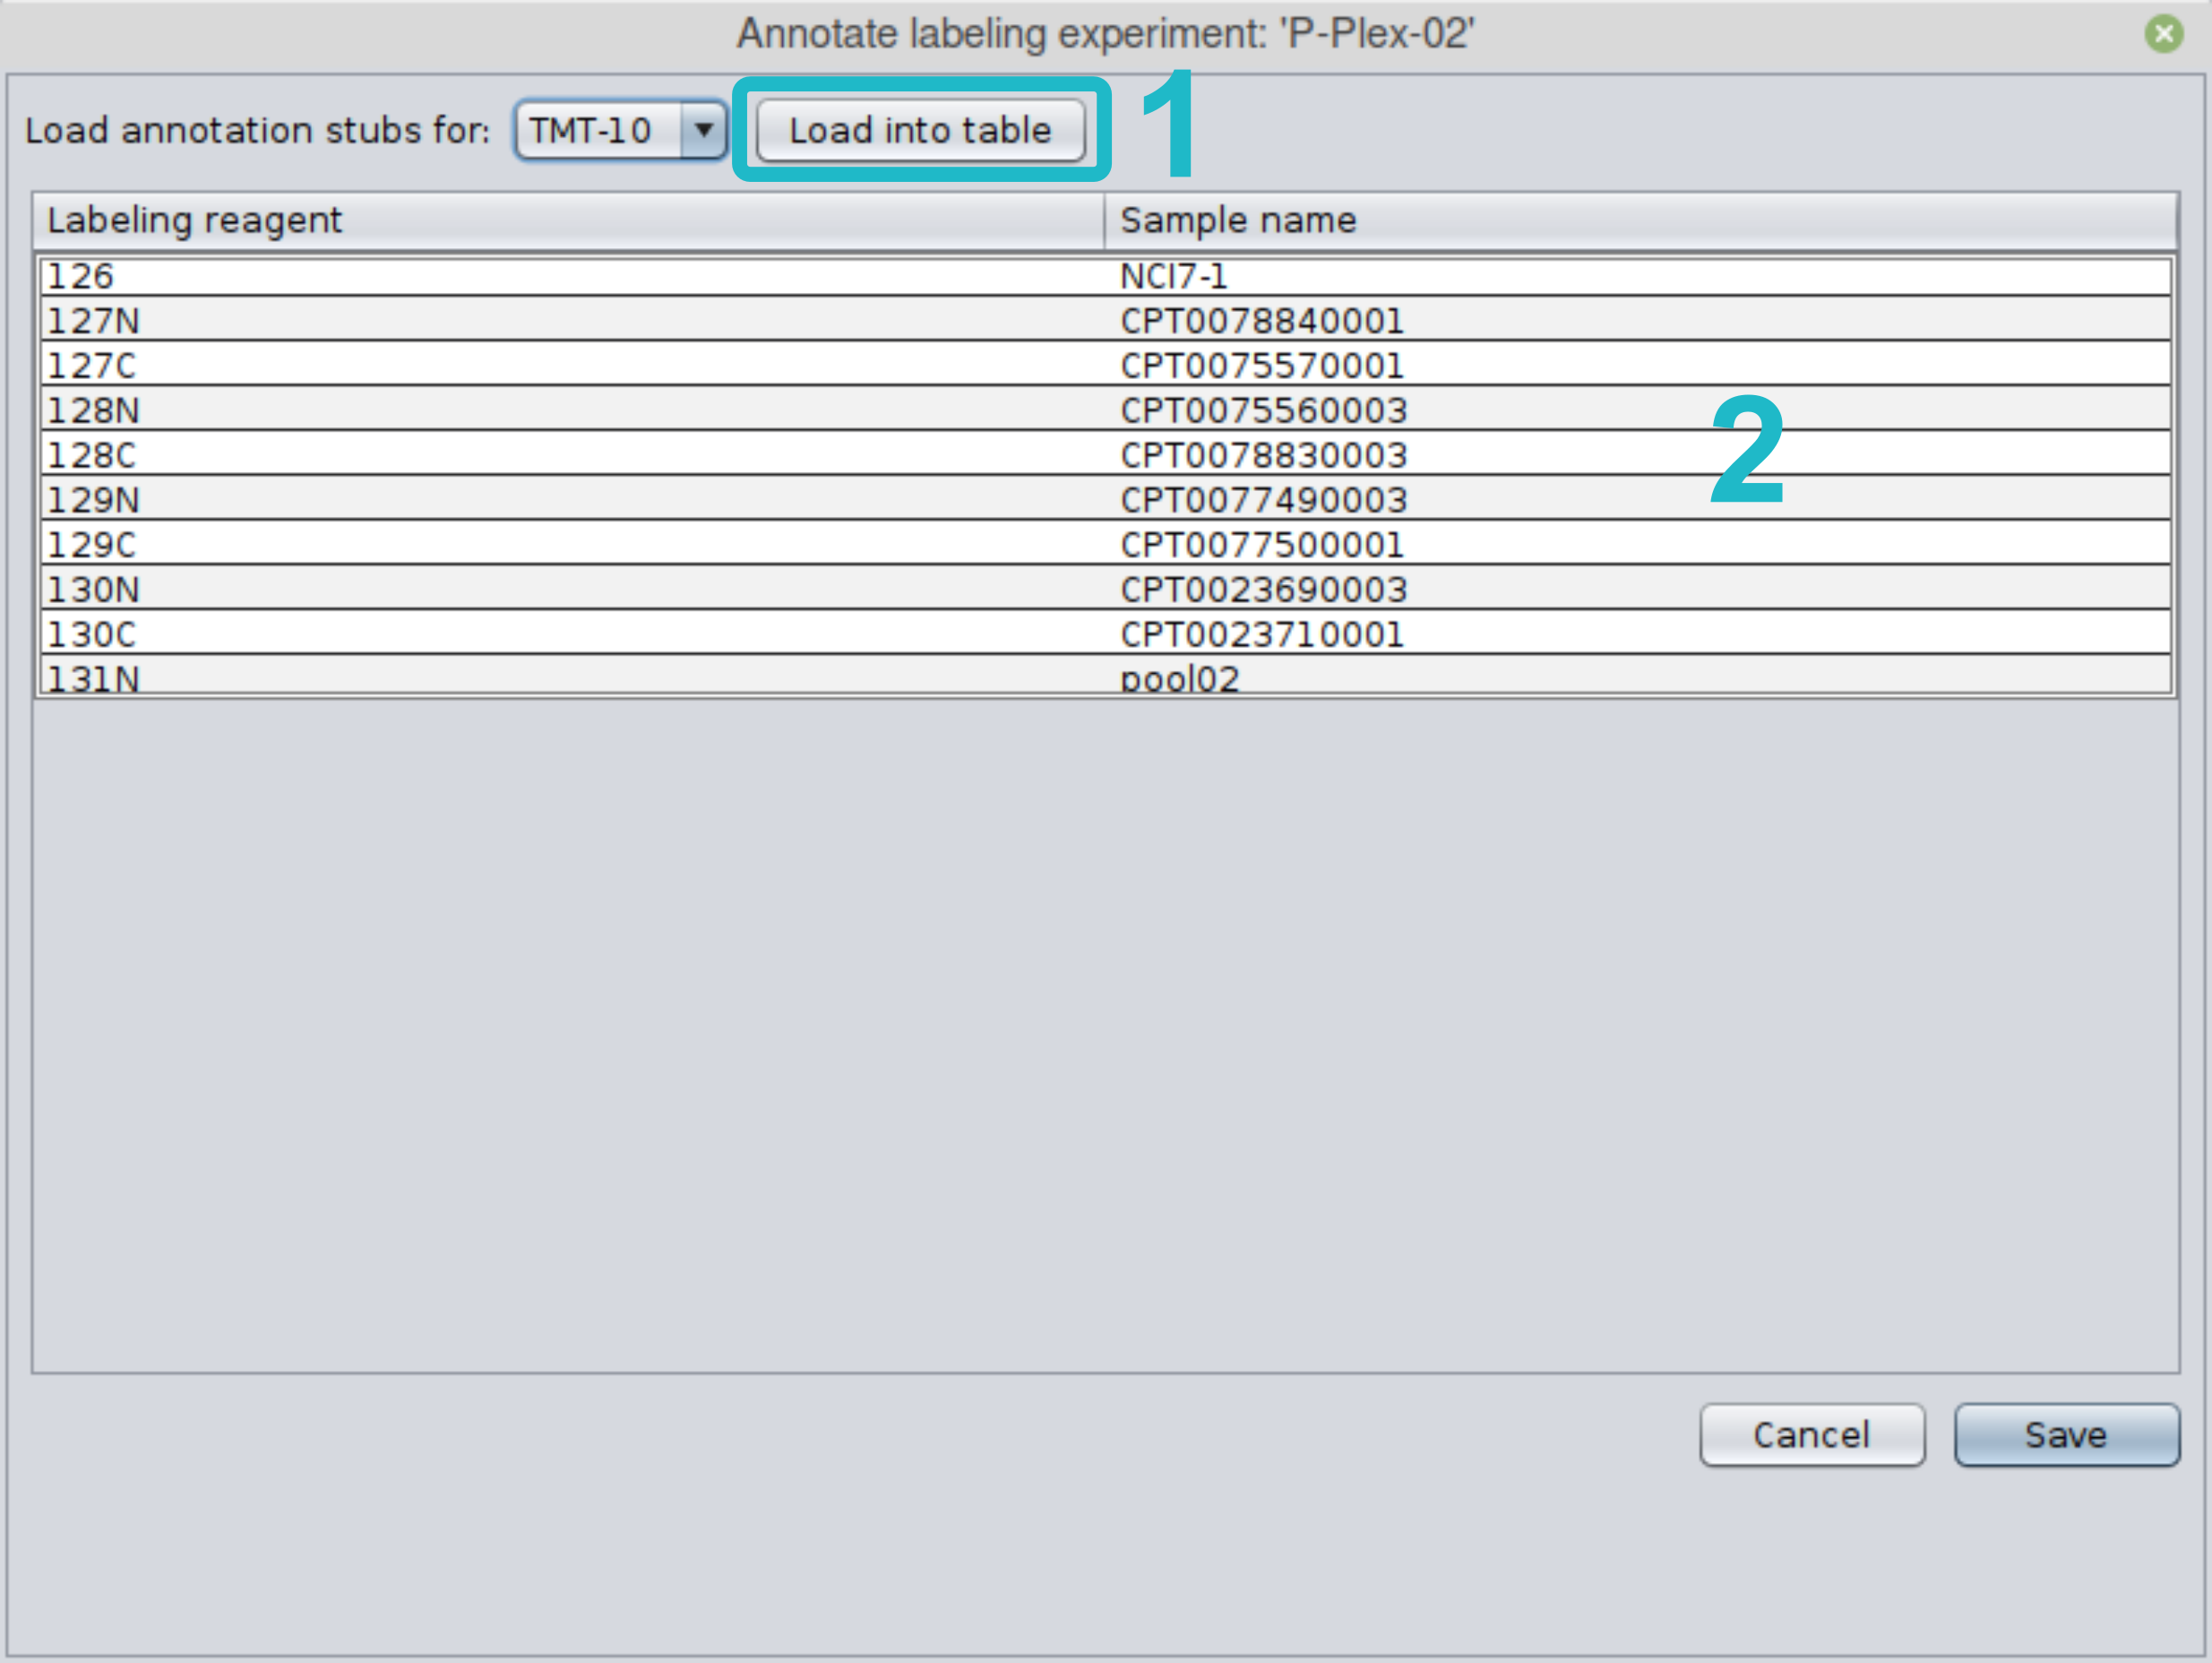 Annotate labeling experiment: 'P-Plex-02'
Load annotation stubs for: TMT-10 Load into table 1
Labeling reagent Sample name
126 NCI7-1
127N CPT0078840001
127C CPT0075570001
128N CPT0075560003
2
128C CPT0078830003
129N CPT0077490003
129C CPT0077500001
130N CPT0023690003
130C CPT0023710001
131N pool02
Cancel Save